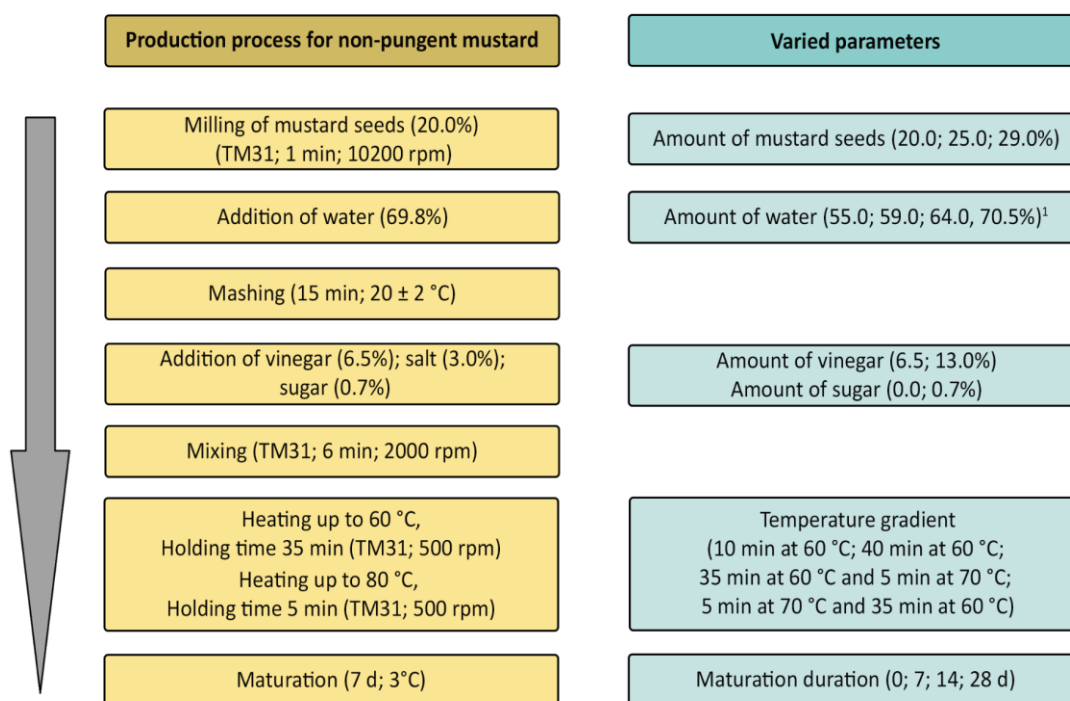 Production process for non-pungent mustard
Varied parameters
Milling of mustard seeds (20.0%)
(TM31; 1 min; 10200 rpm)
Amount of mustard seeds (20.0; 25.0; 29.0%)
Addition of water (69.8%)
Amount of water (55.0; 59.0; 64.0, 70.5%)¹
Mashing (15 min; 20 ± 2 °C)
Addition of vinegar (6.5%); salt (3.0%);
sugar (0.7%)
Amount of vinegar (6.5; 13.0%)
Amount of sugar (0.0; 0.7%)
Mixing (TM31; 6 min; 2000 rpm)
Heating up to 60 °C,
Holding time 35 min (TM31; 500 rpm)
Heating up to 80 °C,
Holding time 5 min (TM31; 500 rpm)
Temperature gradient
(10 min at 60 °C; 40 min at 60 °C;
35 min at 60 °C and 5 min at 70 °C;
5 min at 70 °C and 35 min at 60 °C)
Maturation (7 d; 3°C)
Maturation duration (0; 7; 14; 28 d)